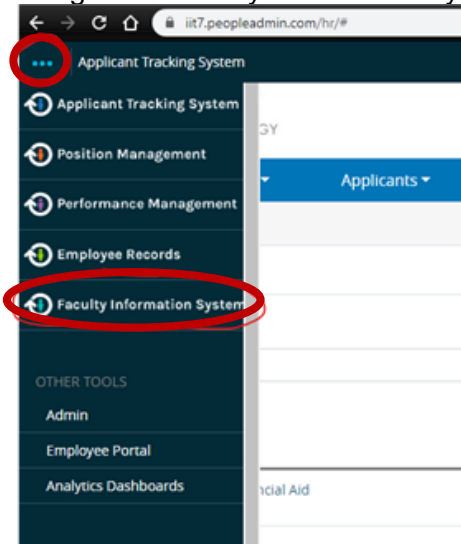 iit7.peopleadmin.com/hr/#
Applicant Tracking System
Applicant Tracking System
GY
Position Management
Applicants
Performance Management
Employee Records
Faculty Information System
OTHER TOOLS
Admin
Employee Portal
Analytics Dashboards
ncial Aid